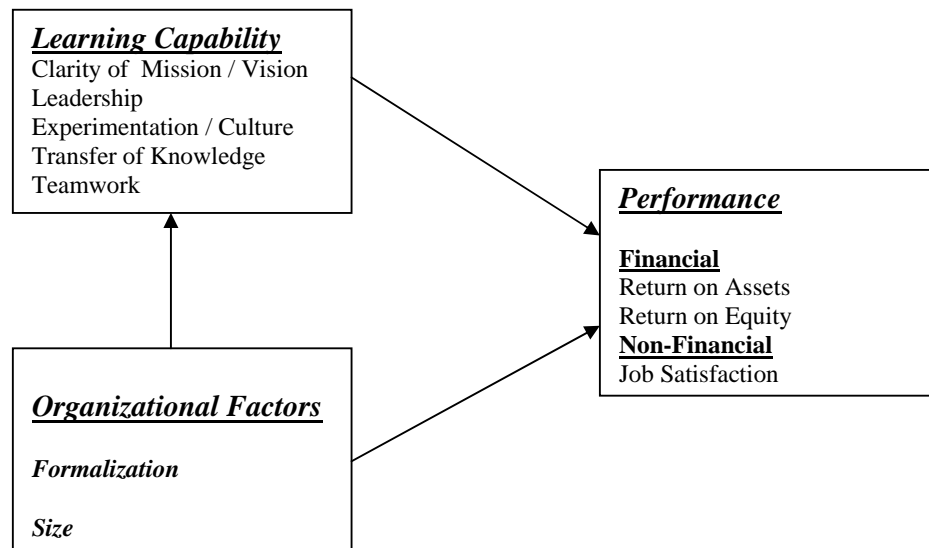 Learning Capability
Clarity of Mission / Vision
Leadership
Experimentation / Culture
Transfer of Knowledge
Teamwork
Performance
Financial
Return on Assets
Return on Equity
Non-Financial
Job Satisfaction
Organizational Factors
Formalization
Size